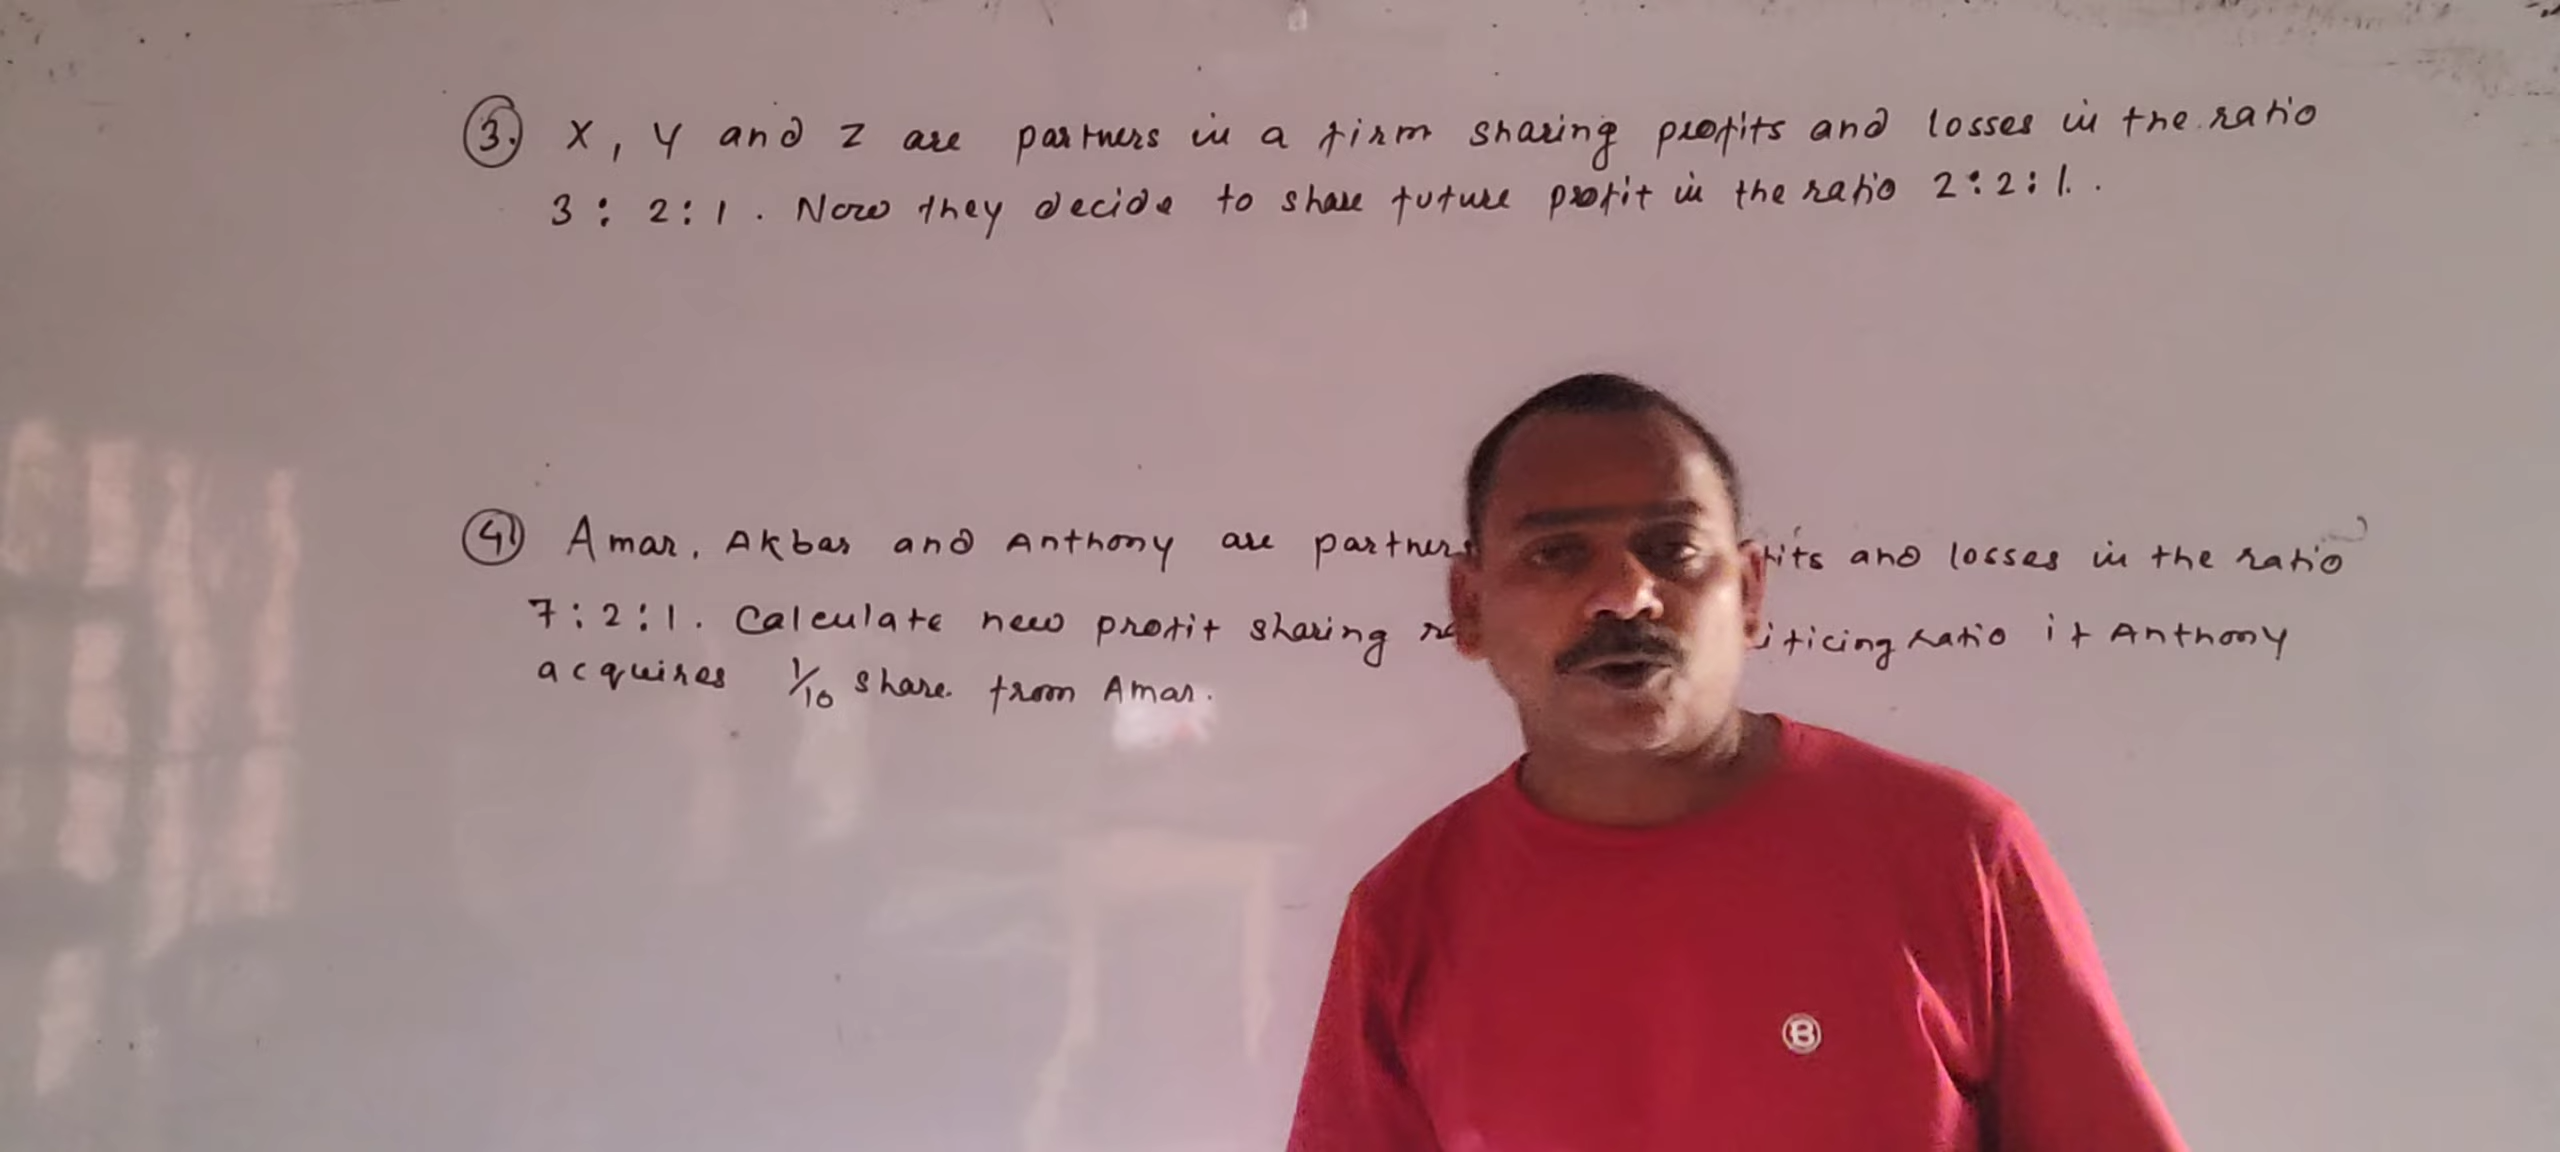 3. X, Y and Z are partners in a firm sharing profits and losses in the ratio
3 : 2 : 1 . Now they decide to share future profit in the ratio 2 : 2 : 1 .
4) Amar, Akbar and Anthony are partners and losses in the ratio
7 : 2 : 1 . Calculate new profit sharing ratio if Anthony
acquires 1/10 share from Amar.
B